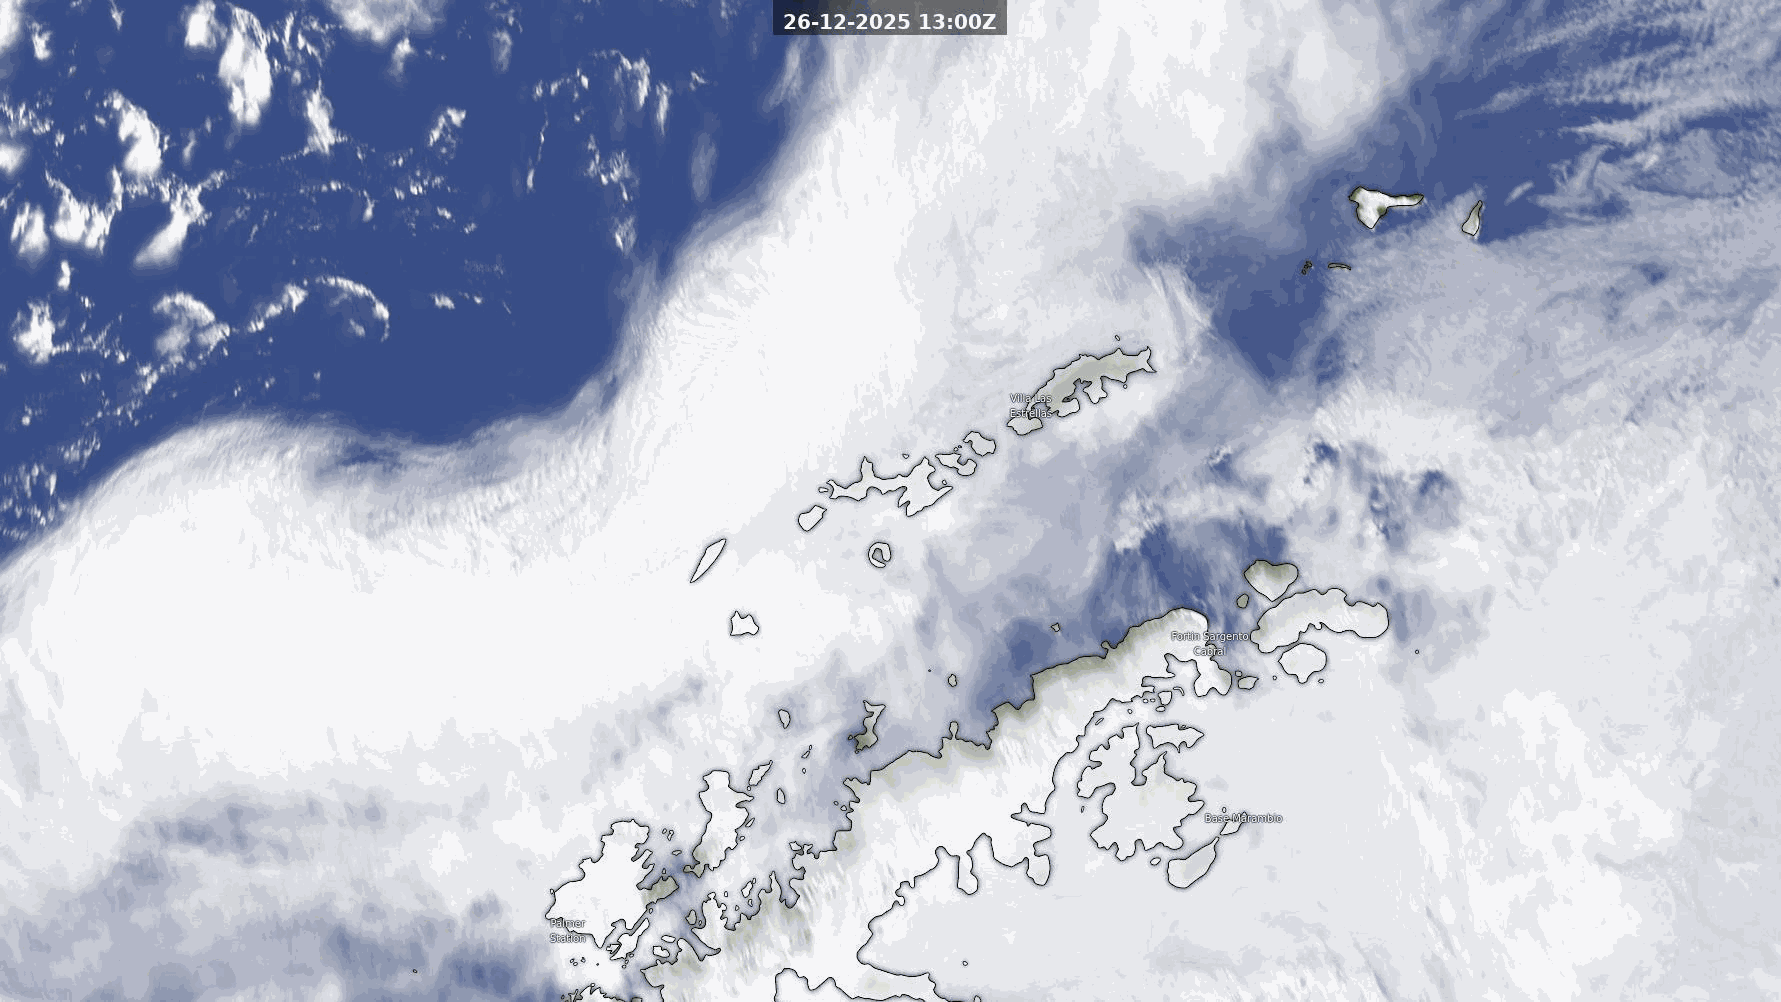 26-12-2025 13:00Z
Villa Las
Estrellas
Fortín Sargento
Cabral
Base Marambio
Palmer
Station